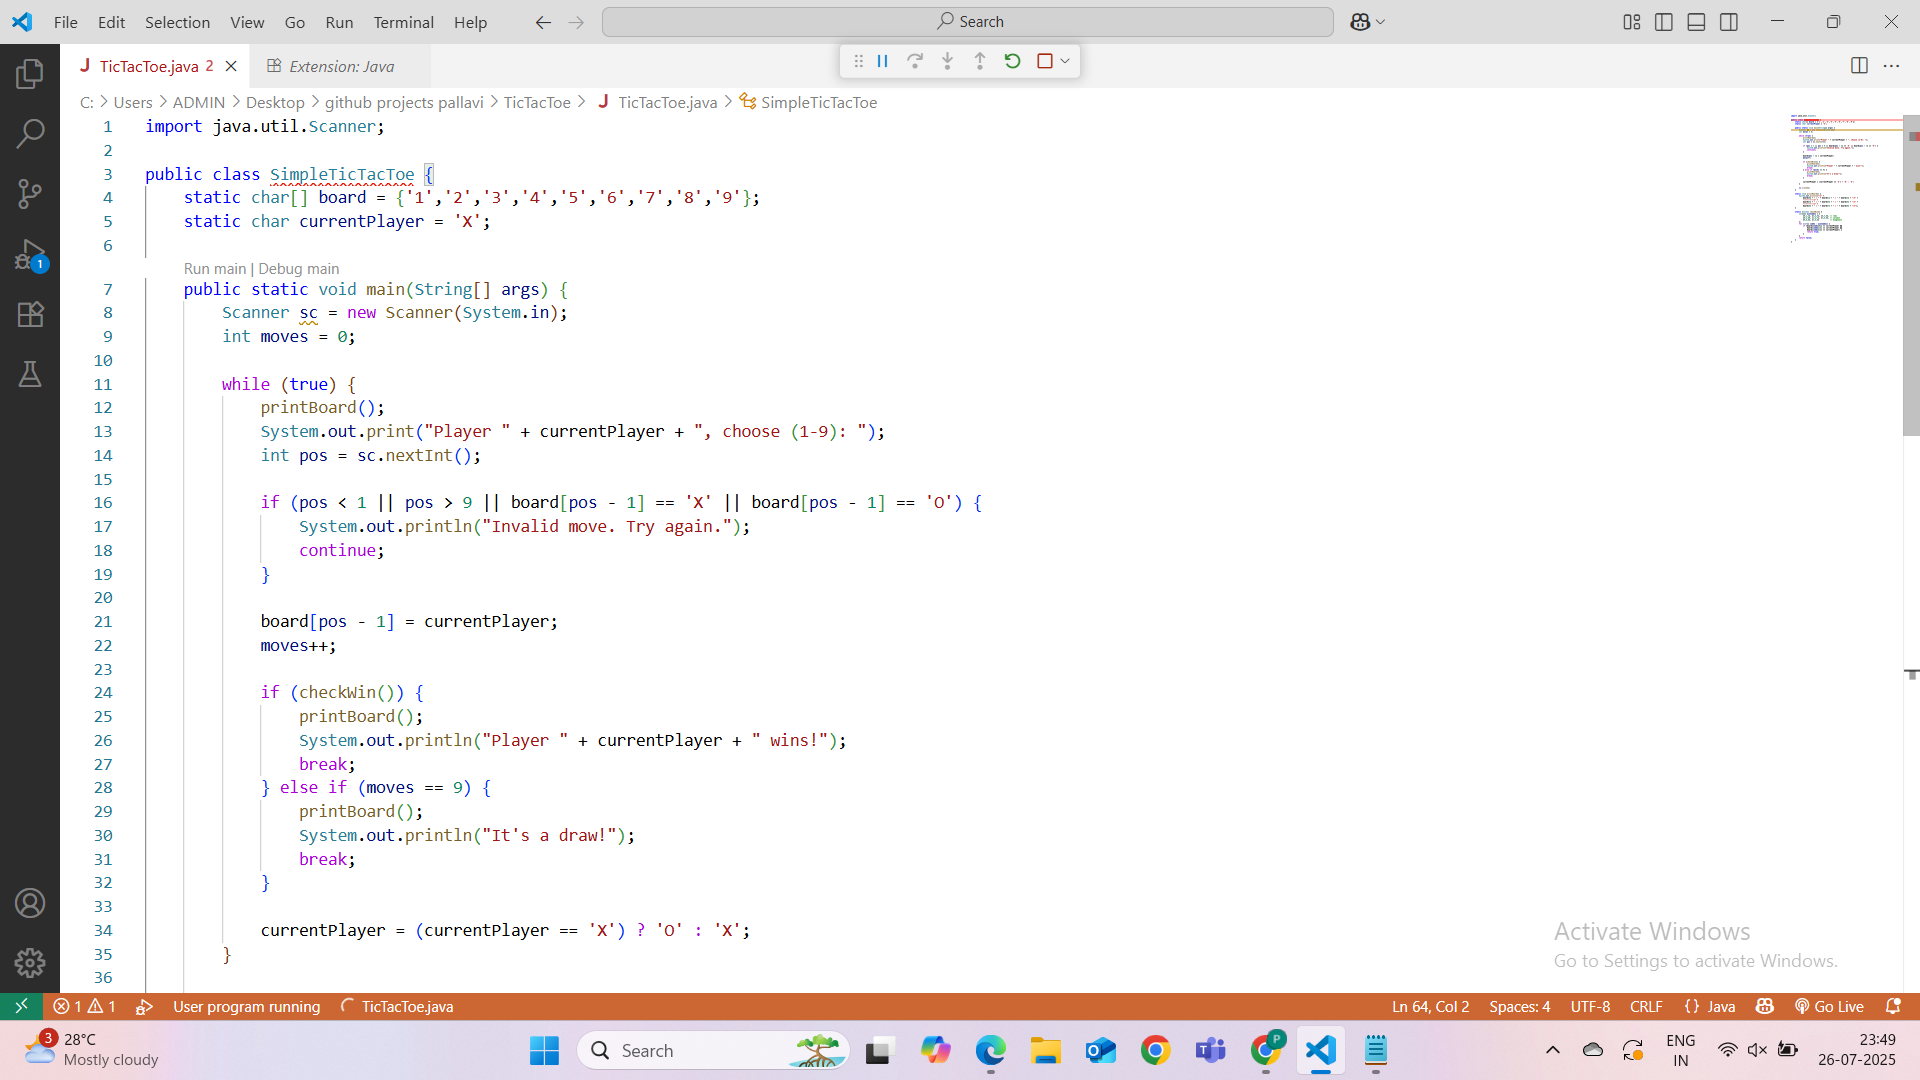 File Edit Selection View Go Run Terminal Help Search
TicTacToe.java 2 Extension: Java
C: > Users > ADMIN > Desktop > github projects pallavi > TicTacToe > TicTacToe.java > SimpleTicTacToe
1 import java.util.Scanner;
2
3 public class SimpleTicTacToe {
4 static char[] board = {'1','2','3','4','5','6','7','8','9'};
5 static char currentPlayer = 'X';
6
Run main | Debug main
7 public static void main(String[] args) {
8 Scanner sc = new Scanner(System.in);
9 int moves = 0;
10
11 while (true) {
12 printBoard();
13 System.out.print("Player " + currentPlayer + ", choose (1-9): ");
14 int pos = sc.nextInt();
15
16 if (pos < 1 || pos > 9 || board[pos - 1] == 'X' || board[pos - 1] == 'O') {
17 System.out.println("Invalid move. Try again.");
18 continue;
19 }
20
21 board[pos - 1] = currentPlayer;
22 moves++;
23
24 if (checkWin()) {
25 printBoard();
26 System.out.println("Player " + currentPlayer + " wins!");
27 break;
28 } else if (moves == 9) {
29 printBoard();
30 System.out.println("It's a draw!");
31 break;
32 }
33
34 currentPlayer = (currentPlayer == 'X') ? 'O' : 'X';
35 }
36
1
Activate Windows
Go to Settings to activate Windows.
1 1 User program running TicTacToe.java Ln 64, Col 2 Spaces: 4 UTF-8 CRLF {} Java Go Live
3 28°C
Mostly cloudy
Search
P
ENG
IN
23:49
26-07-2025